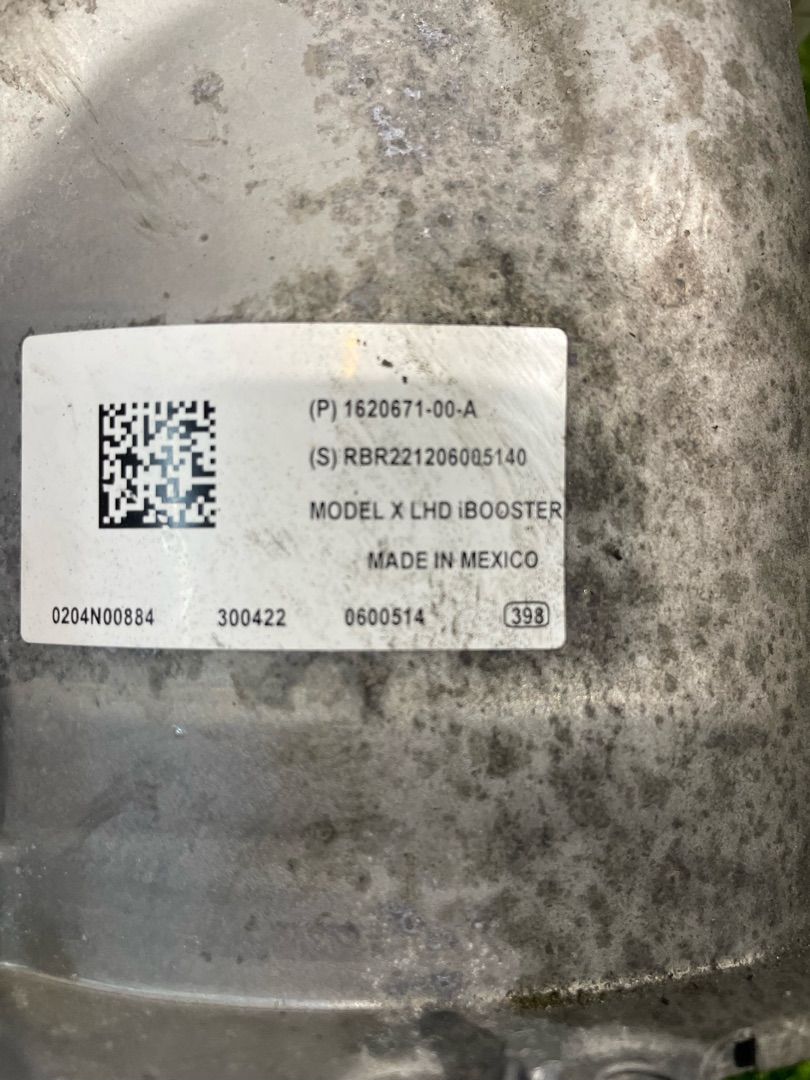 (P) 1620671-00-A
(S) RBR221206005140
MODEL X LHD iBOOSTER
MADE IN MEXICO
0204N00884 300422 0600514 398